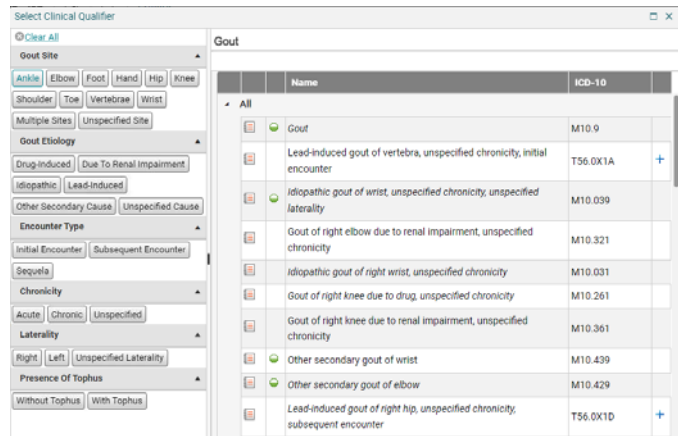 Select Clinical Qualifier
Clear All
Gout Site
Ankle Elbow Foot Hand Hip Knee
Shoulder Toe Vertebrae Wrist
Multiple Sites Unspecified Site
Gout Etiology
Drug-Induced Due To Renal Impairment
Idiopathic Lead-Induced
Other Secondary Cause Unspecified Cause
Encounter Type
Initial Encounter Subsequent Encounter
Sequela
Chronicity
Acute Chronic Unspecified
Laterality
Right Left Unspecified Laterality
Presence Of Tophus
Without Tophus With Tophus
Gout
Name ICD-10
All
Gout M10.9
Lead-induced gout of vertebra, unspecified chronicity, initial
encounter T56.0X1A +
Idiopathic gout of wrist, unspecified chronicity, unspecified
laterality M10.039
Gout of right elbow due to renal impairment, unspecified
chronicity M10.321
Idiopathic gout of right wrist, unspecified chronicity M10.031
Gout of right knee due to drug, unspecified chronicity M10.261
Gout of right knee due to renal impairment, unspecified
chronicity M10.361
Other secondary gout of wrist M10.439
Other secondary gout of elbow M10.429
Lead-induced gout of right hip, unspecified chronicity,
subsequent encounter T56.0X1D +